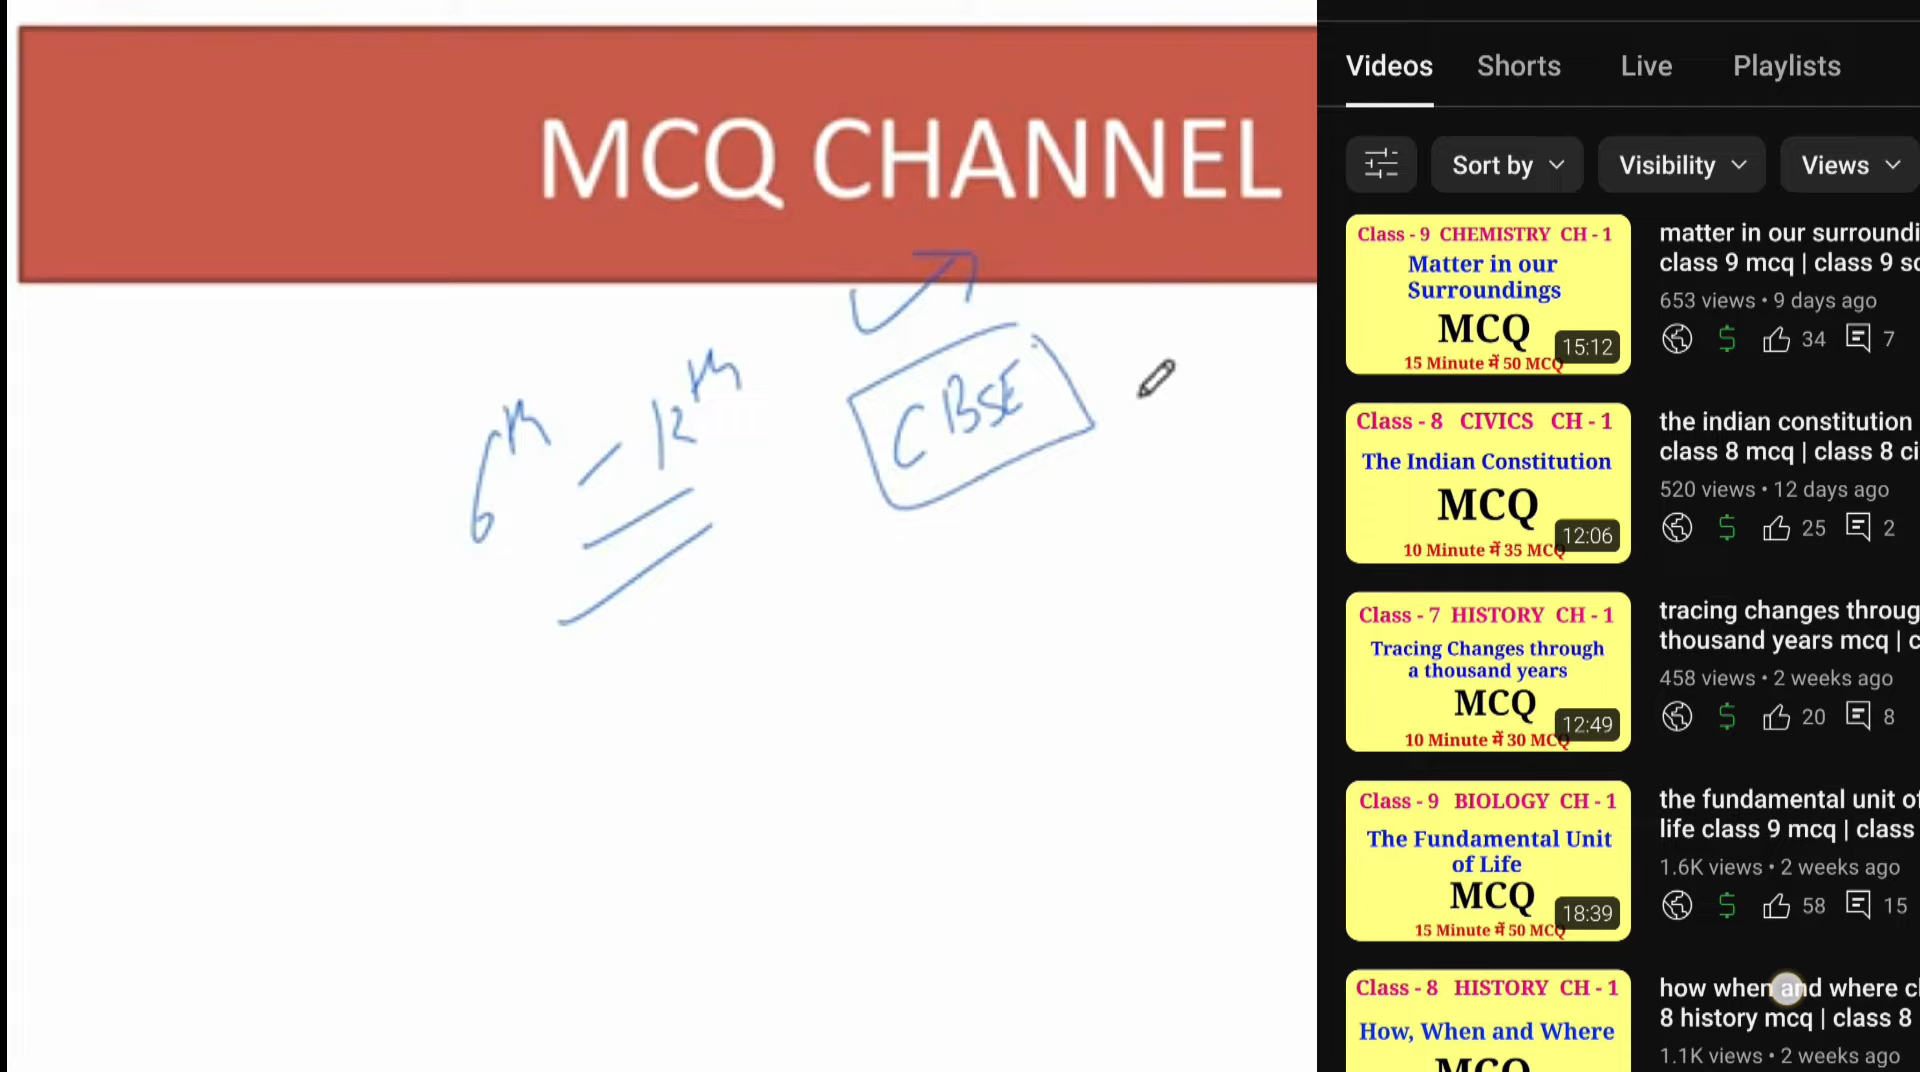 MCQ CHANNEL
6th - 12th
CBSE
Videos Shorts Live Playlists
Sort by Visibility Views
Class - 9 CHEMISTRY CH - 1
Matter in our
Surroundings
MCQ
15 Minute में 50 MCQ
15:12
matter in our surroundi
class 9 mcq | class 9 sc
653 views • 9 days ago
34 7
Class - 8 CIVICS CH - 1
The Indian Constitution
MCQ
10 Minute में 35 MCQ
12:06
the indian constitution
class 8 mcq | class 8 ci
520 views • 12 days ago
25 2
Class - 7 HISTORY CH - 1
Tracing Changes through
a thousand years
MCQ
10 Minute में 30 MCQ
12:49
tracing changes throug
thousand years mcq | c
458 views • 2 weeks ago
20 8
Class - 9 BIOLOGY CH - 1
The Fundamental Unit
of Life
MCQ
15 Minute में 50 MCQ
18:39
the fundamental unit of
life class 9 mcq | class
1.6K views • 2 weeks ago
58 15
Class - 8 HISTORY CH - 1
How, When and Where
MCQ
how when and where cl
8 history mcq | class 8
1.1K views • 2 weeks ago